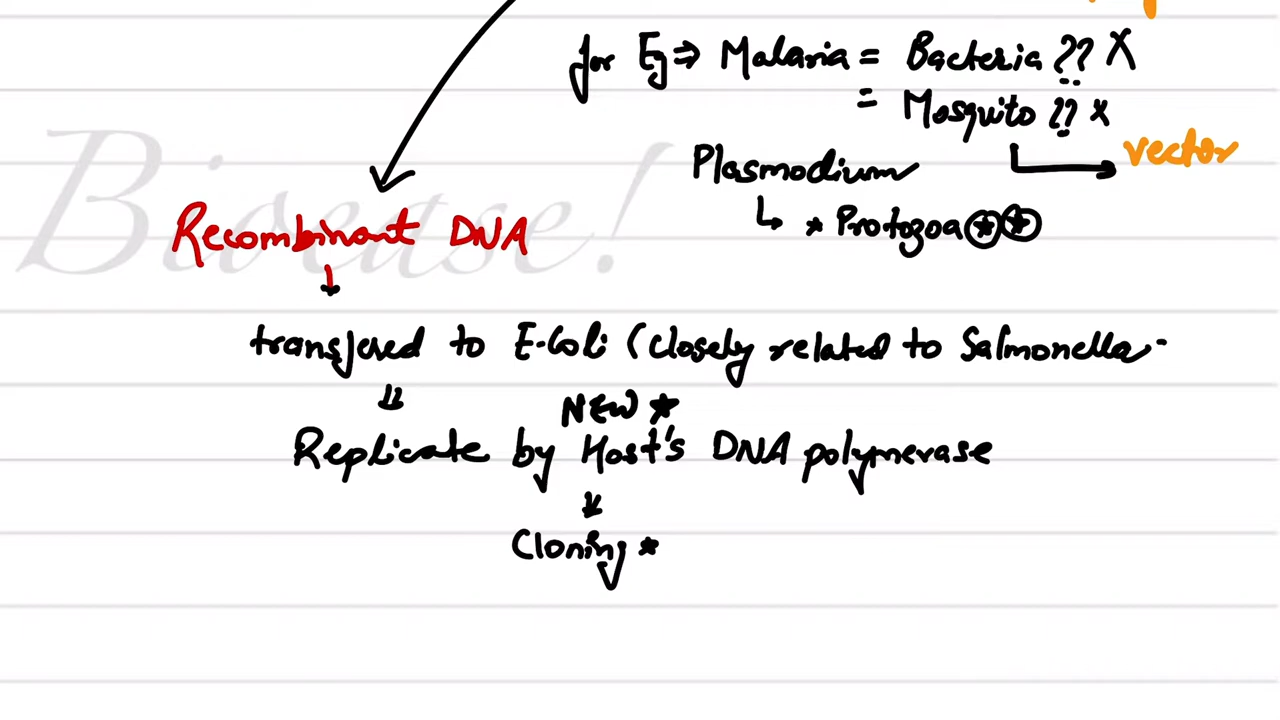 for Eg ⇒ Malaria = Bacteria ?? X
= Mosquito ?? x
vector
Plasmodium
↳ * Protozoa ⊛ ⊛
Bioease!
Recombinant DNA
↓
transfered to E-Coli (closely related to Salmonella-
⇓
NEW ★
Replicate by Host's DNA polymerase
↓
Cloning ★